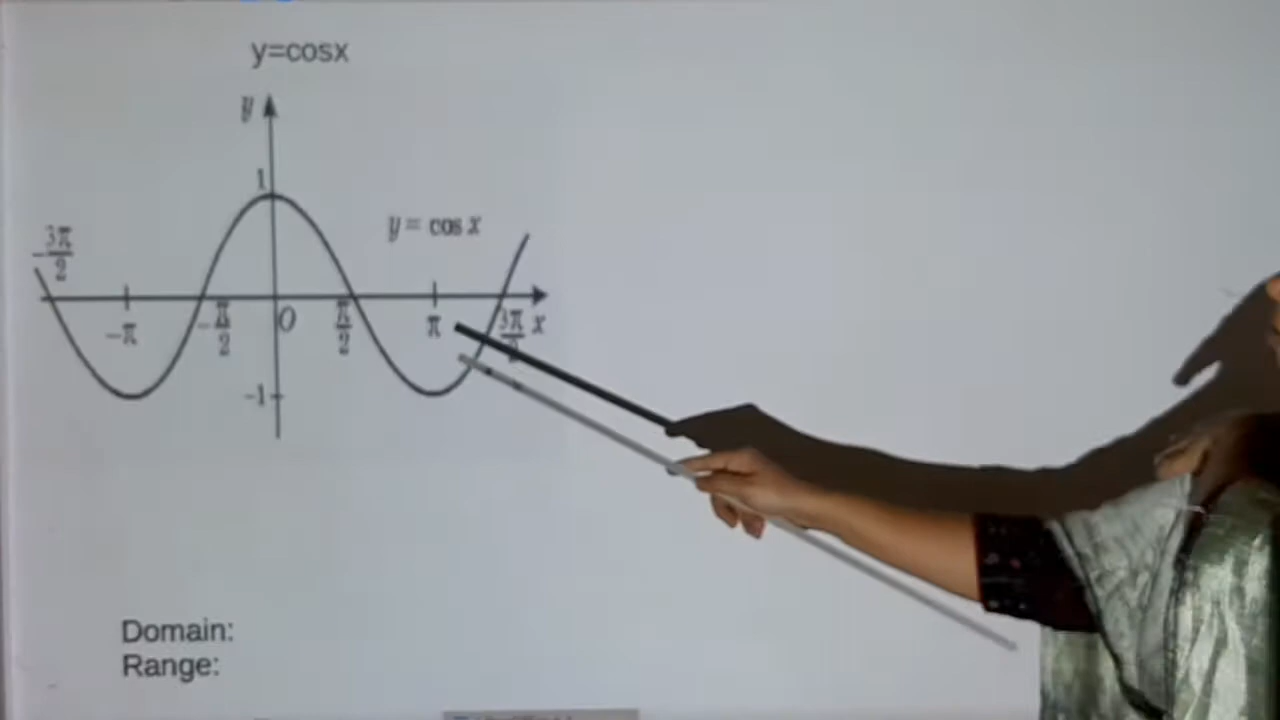 y=cosx
y
1
y = cos x
-3π/2
-π
-π/2
O
π/2
π
3π/2
x
-1
Domain:
Range: